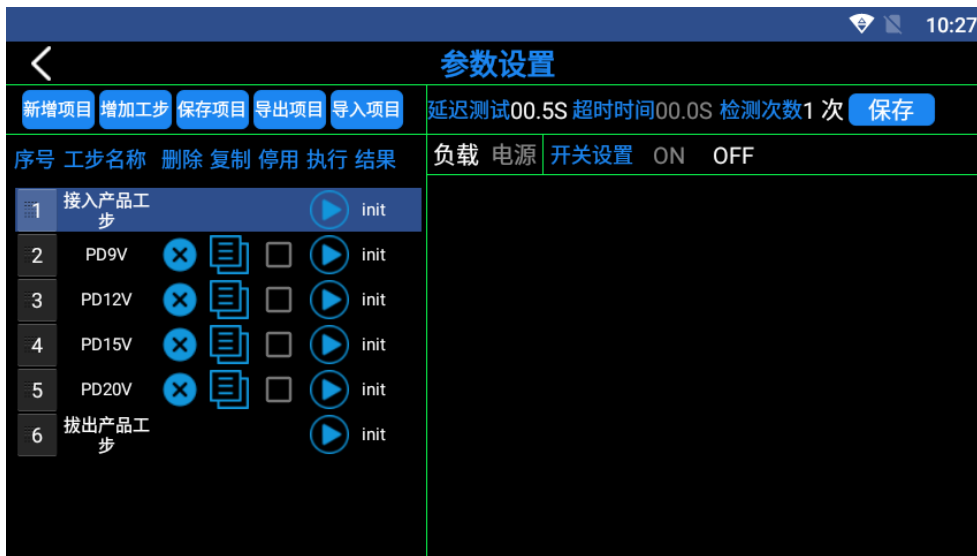 10:27
参数设置
新增项目 增加工步 保存项目 导出项目 导入项目
延迟测试00.5S 超时时间00.0S 检测次数1 次 保存
序号 工步名称 删除 复制 停用 执行 结果
负载 电源 开关设置 ON OFF
1 接入产品工
步 init
2 PD9V init
3 PD12V init
4 PD15V init
5 PD20V init
6 拔出产品工
步 init